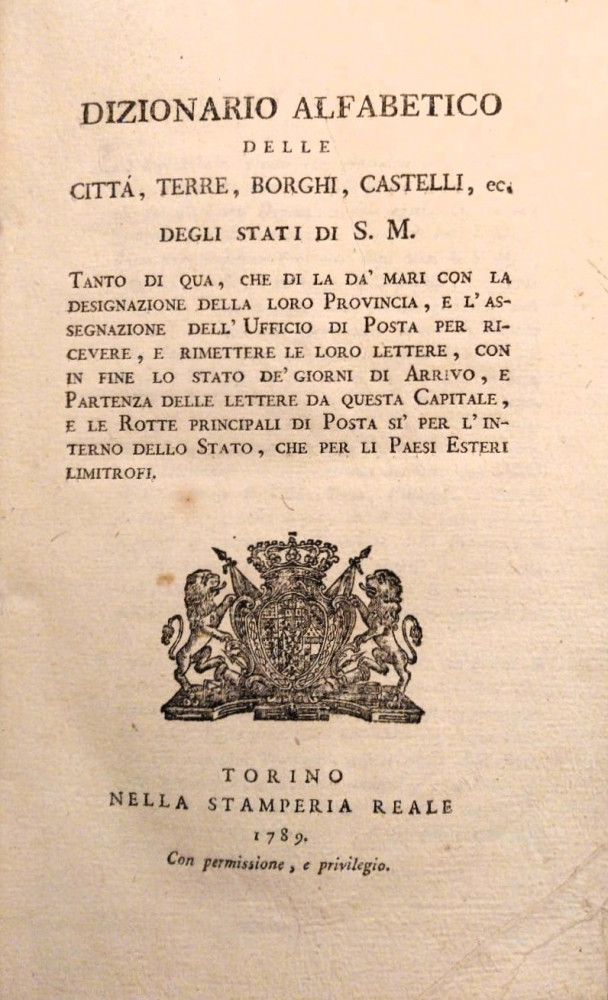 DIZIONARIO ALFABETICO
DELLE
CITTÁ, TERRE, BORGHI, CASTELLI, ec.
DEGLI STATI DI S. M.
TANTO DI QUA, CHE DI LA DA' MARI CON LA
DESIGNAZIONE DELLA LORO PROVINCIA, E L'AS-
SEGNAZIONE DELL'UFFICIO DI POSTA PER RI-
CEVERE, E RIMETTERE LE LORO LETTERE, CON
IN FINE LO STATO DE' GIORNI DI ARRIVO, E
PARTENZA DELLE LETTERE DA QUESTA CAPITALE,
E LE ROTTE PRINCIPALI DI POSTA SI' PER L'IN-
TERNO DELLO STATO, CHE PER LI PAESI ESTERI
LIMITROFI.
TORINO
NELLA STAMPERIA REALE
1789.
Con permissione, e privilegio.